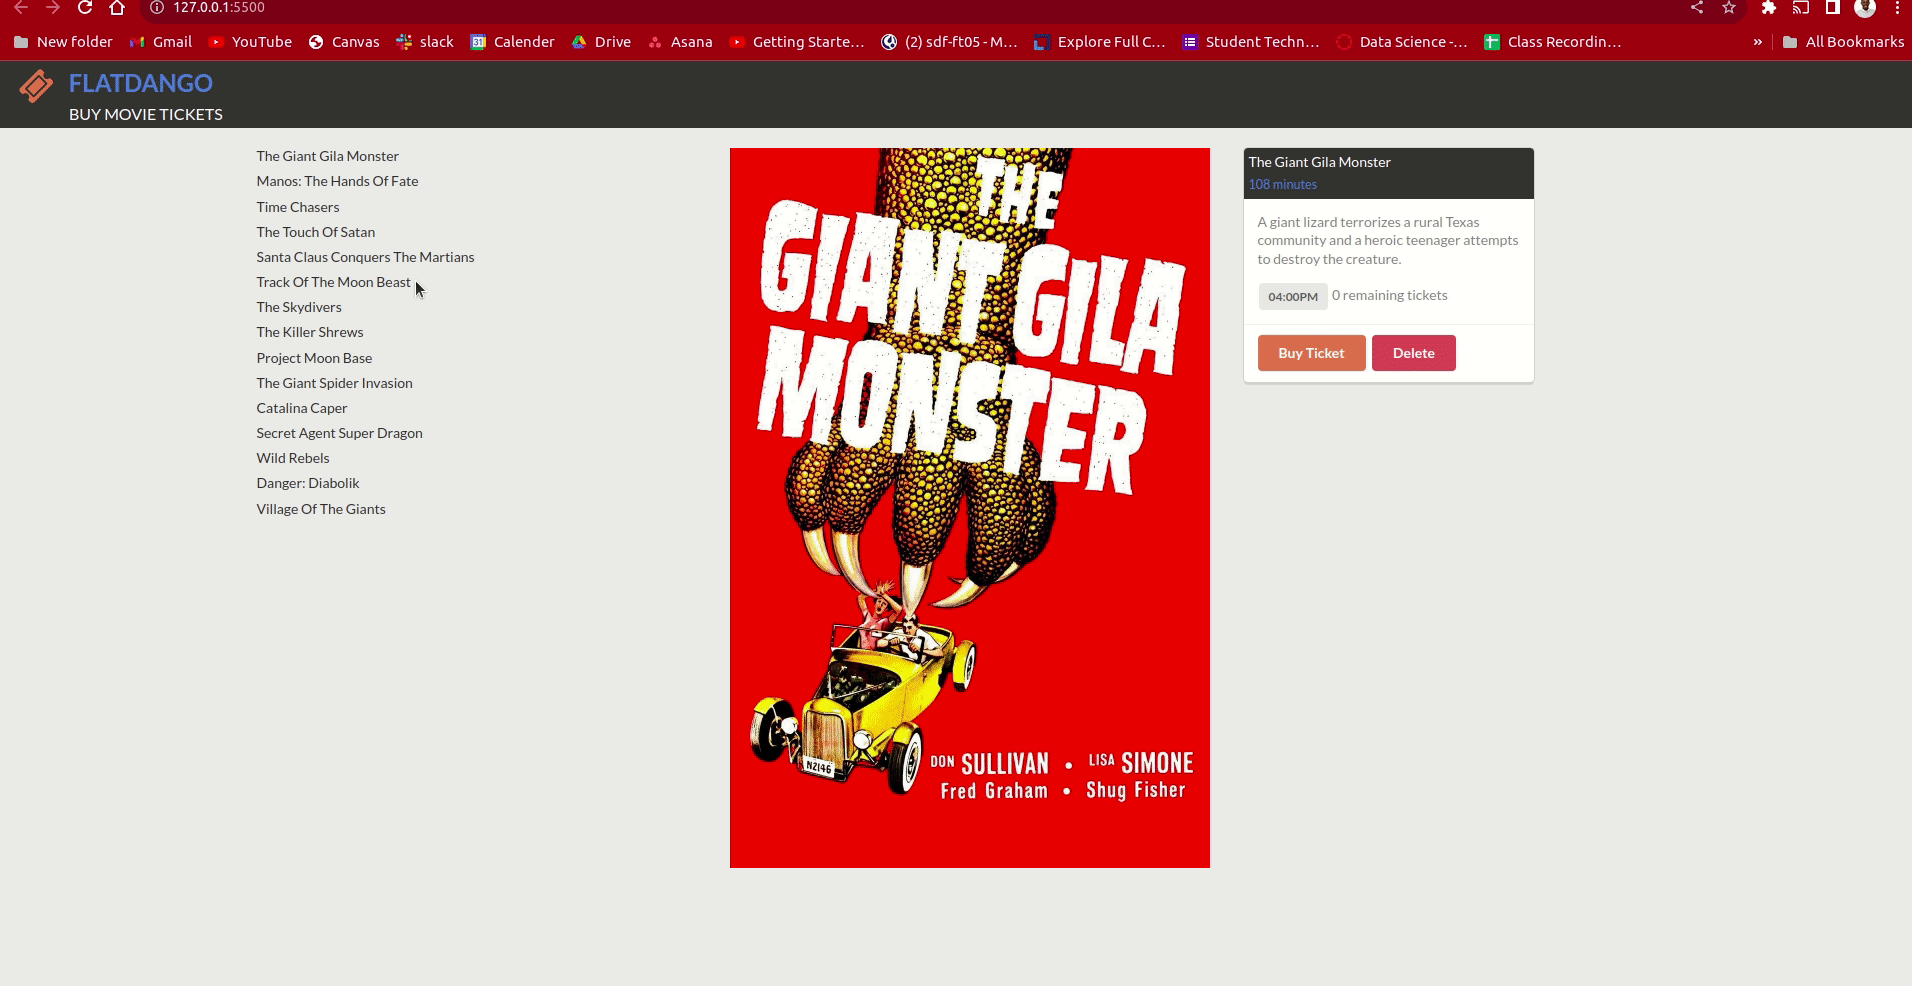 127.0.0.1:5500
New folder
Gmail
YouTube
Canvas
slack
31
Calender
Drive
Asana
Getting Starte...
(2) sdf-ft05 - M...
Explore Full C...
Student Techn...
Data Science -...
Class Recordin...
»
All Bookmarks
FLATDANGO
BUY MOVIE TICKETS
The Giant Gila Monster
Manos: The Hands Of Fate
Time Chasers
The Touch Of Satan
Santa Claus Conquers The Martians
Track Of The Moon Beast
The Skydivers
The Killer Shrews
Project Moon Base
The Giant Spider Invasion
Catalina Caper
Secret Agent Super Dragon
Wild Rebels
Danger: Diabolik
Village Of The Giants
THE
GIANT GILA
MONSTER
N2146
DON SULLIVAN • LISA SIMONE
Fred Graham • Shug Fisher
The Giant Gila Monster
108 minutes
A giant lizard terrorizes a rural Texas
community and a heroic teenager attempts
to destroy the creature.
04:00PM 0 remaining tickets
Buy Ticket
Delete